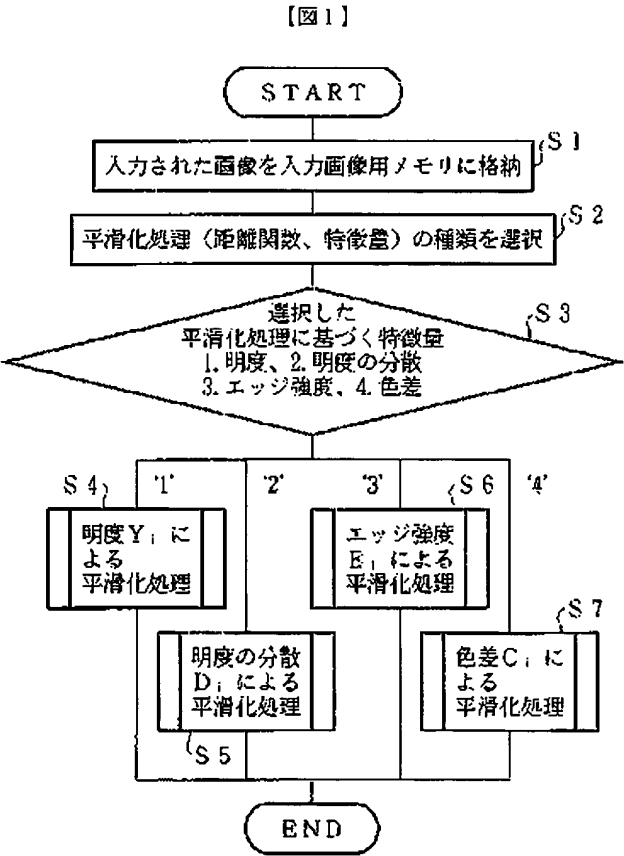 【図1】
START
S1
入力された画像を入力画像用メモリに格納
S2
平滑化処理(距離関数、特徴量)の種類を選択
S3
選択した
平滑化処理に基づく特徴量
1.明度、2.明度の分散
3.エッジ強度、4.色差
S4
'1'
'2'
'3'
S6
'4'
明度Yiに
よる
平滑化処理
エッジ強度
Eiによる
平滑化処理
S7
明度の分散
Diによる
平滑化処理
色差Ciに
よる
平滑化処理
S5
END